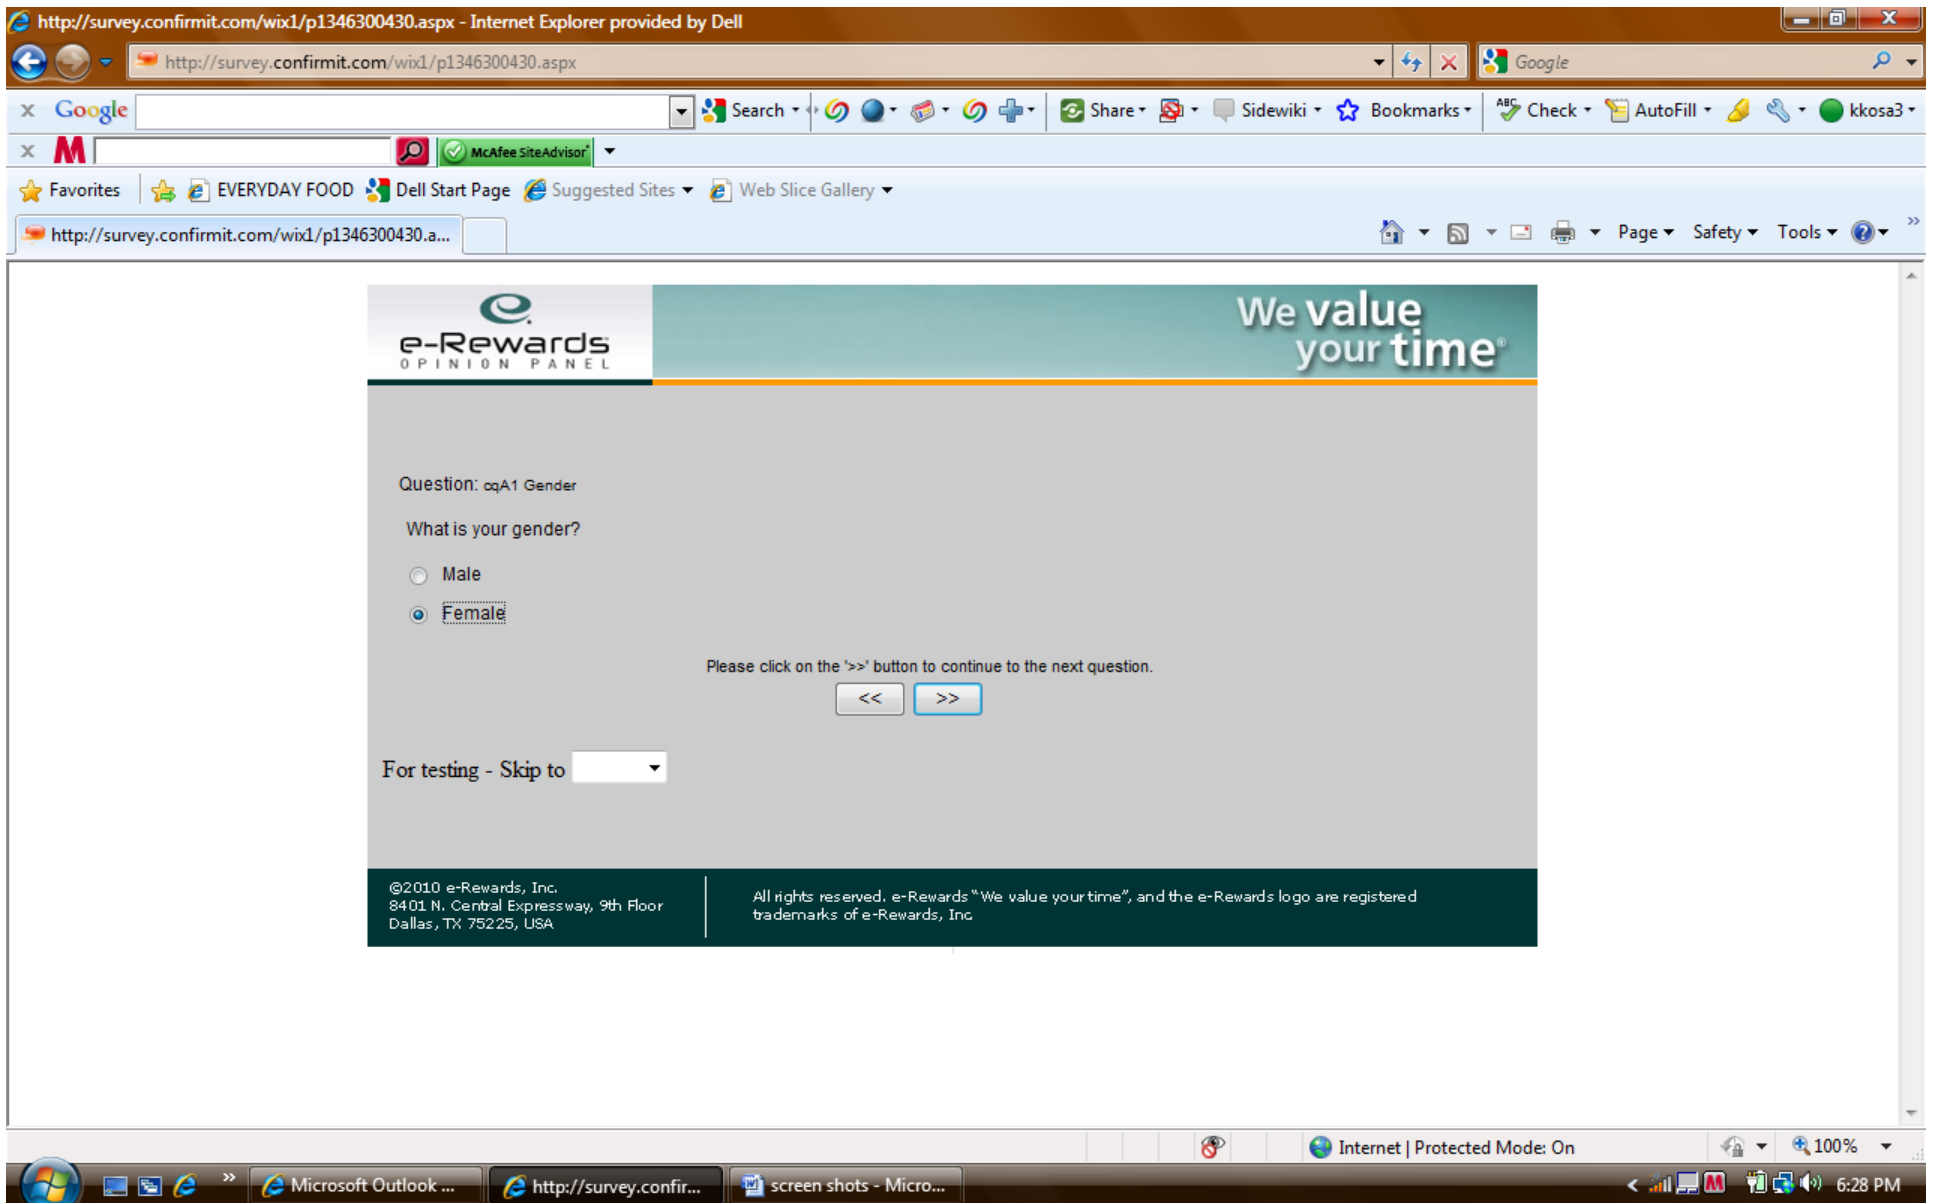 http://survey.confirmit.com/wix1/p1346300430.aspx - Internet Explorer provided by Dell
http://survey.confirmit.com/wix1/p1346300430.aspx
Google
x Google Search Share Sidewiki Bookmarks ABC Check AutoFill kkosa3
x M McAfee SiteAdvisor
Favorites EVERYDAY FOOD Dell Start Page Suggested Sites Web Slice Gallery
http://survey.confirmit.com/wix1/p1346300430.a... Page Safety Tools »
e-Rewards
OPINION PANEL
We value
your time®
Question: cqA1 Gender
What is your gender?
Male
Female
Please click on the '>>' button to continue to the next question.
<< >>
For testing - Skip to
©2010 e-Rewards, Inc.
8401 N. Central Expressway, 9th Floor
Dallas, TX 75225, USA
All rights reserved. e-Rewards “We value your time”, and the e-Rewards logo are registered
trademarks of e-Rewards, Inc.
Internet | Protected Mode: On 100%
» Microsoft Outlook ... http://survey.confir... screen shots - Micro... < M 6:28 PM